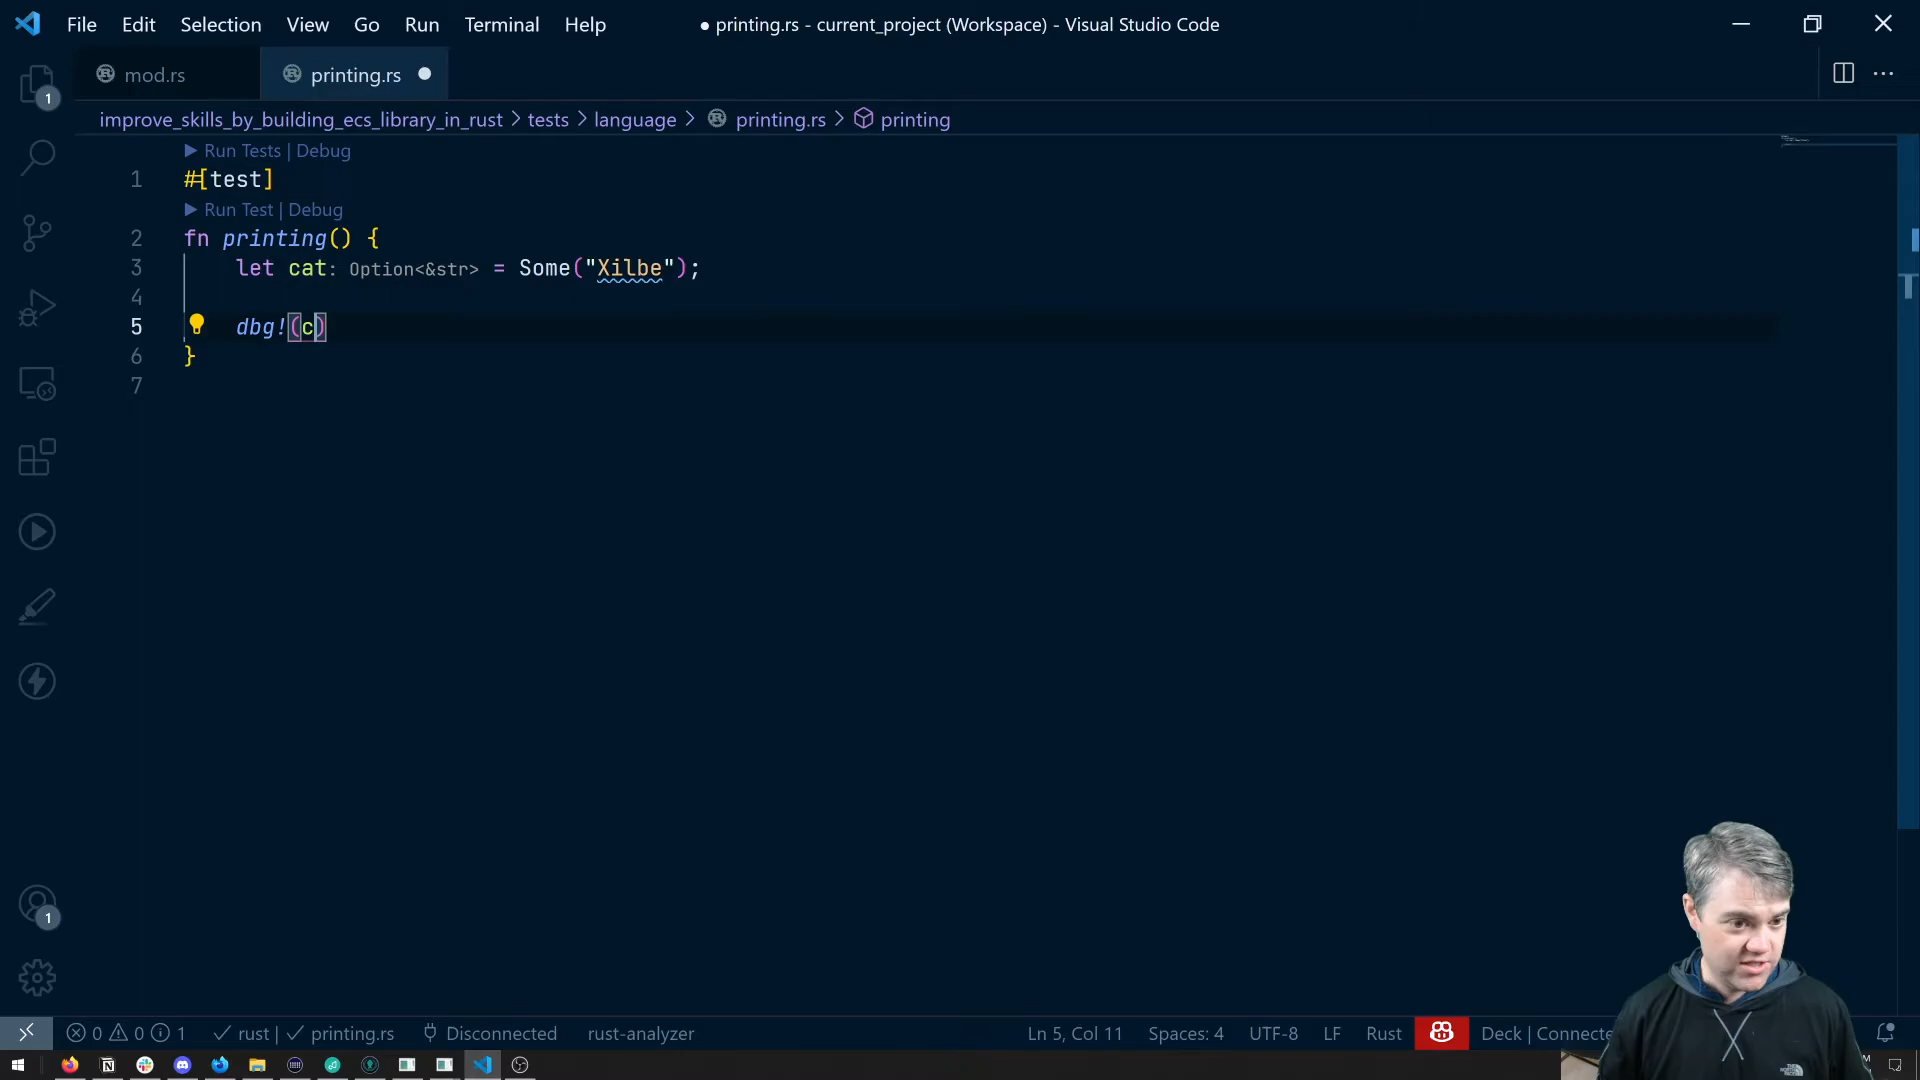 File Edit Selection View Go Run Terminal Help
● printing.rs - current_project (Workspace) - Visual Studio Code
mod.rs
printing.rs
improve_skills_by_building_ecs_library_in_rust > tests > language > printing.rs > printing
▶ Run Tests | Debug
1 #[test]
▶ Run Test | Debug
2 fn printing() {
3 let cat: Option<&str> = Some("Xilbe");
4
5 dbg!(c)
6 }
7
1
1
0 0 1 rust | printing.rs Disconnected rust-analyzer Ln 5, Col 11 Spaces: 4 UTF-8 LF Rust Deck | Connecte